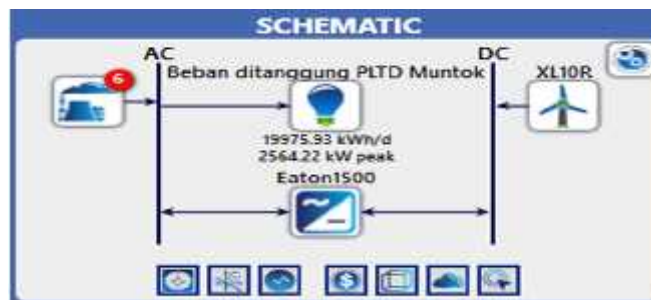 SCHEMATIC
AC
DC
6
Beban ditanggung PLTD Muntok
XL10R
19975.93 kWh/d
2564.22 kW peak
Eaton1500